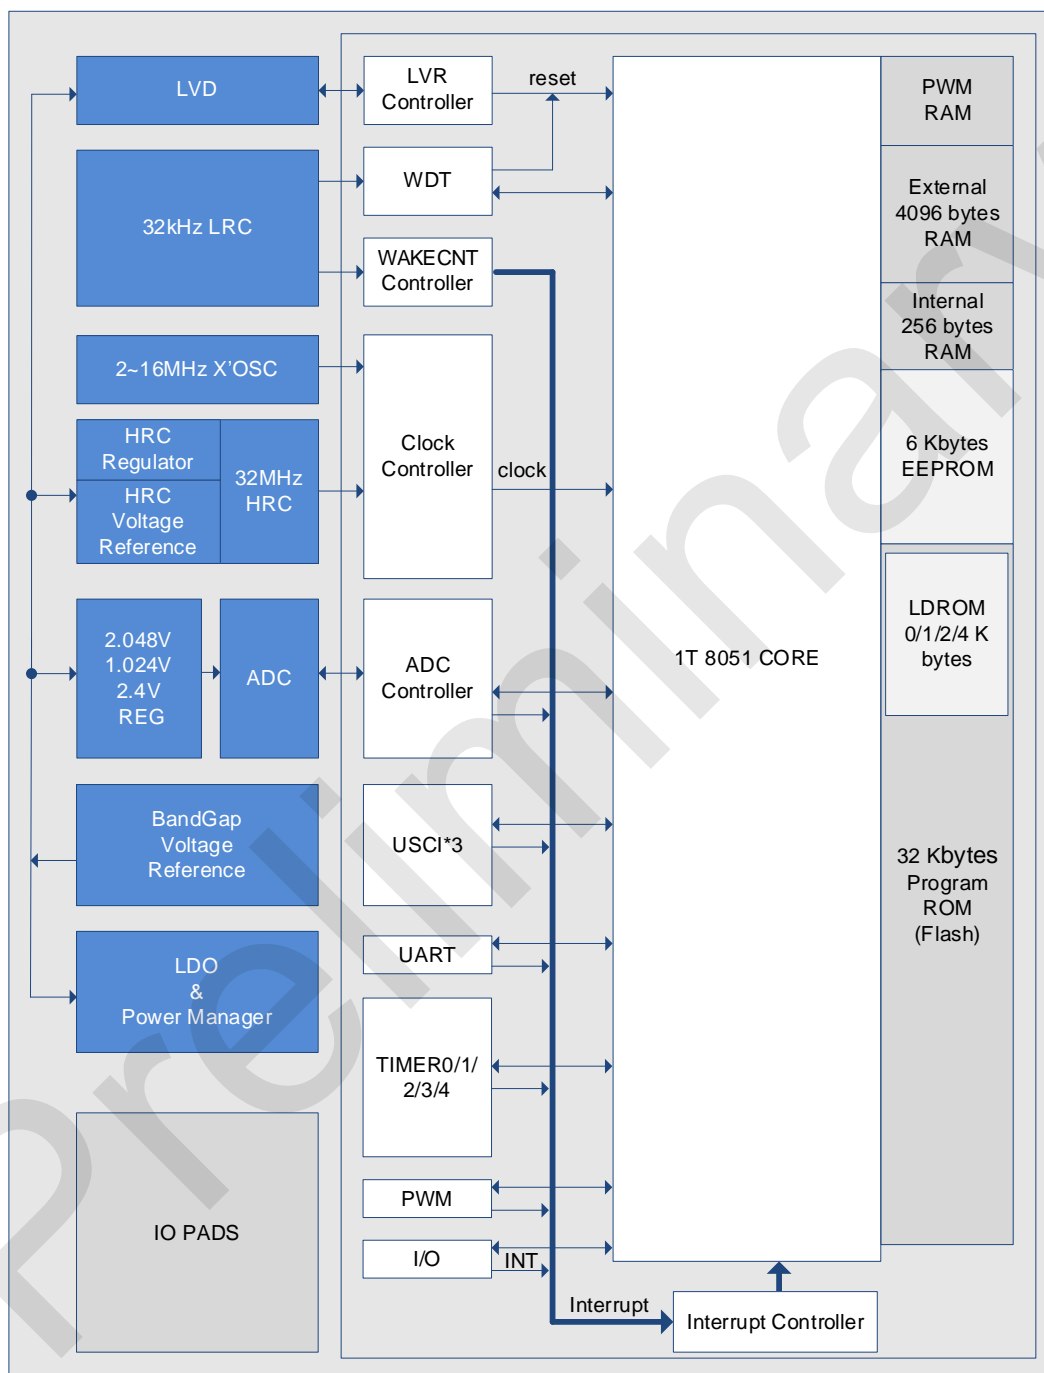 LVD
32kHz LRC
2~16MHz X'OSC
HRC
Regulator
HRC
Voltage
Reference
32MHz
HRC
2.048V
1.024V
2.4V
REG
ADC
BandGap
Voltage
Reference
LDO
&
Power Manager
IO PADS
LVR
Controller
reset
WDT
WAKECNT
Controller
Clock
Controller
clock
ADC
Controller
USCI*3
UART
TIMER0/1/
2/3/4
PWM
I/O
INT
Interrupt
Interrupt Controller
1T 8051 CORE
PWM
RAM
External
4096 bytes
RAM
Internal
256 bytes
RAM
6 Kbytes
EEPROM
LDROM
0/1/2/4 K
bytes
32 Kbytes
Program
ROM
(Flash)
Preliminary